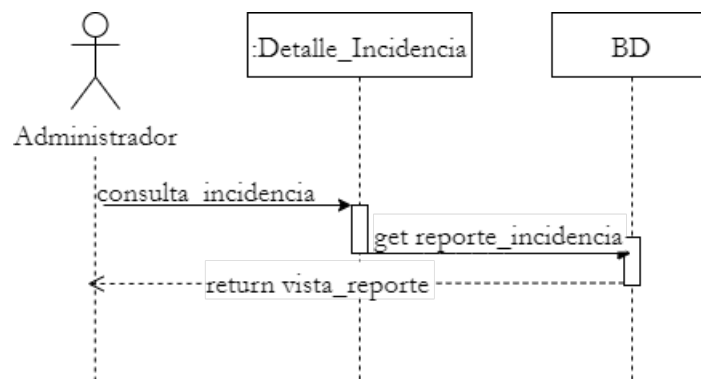 :Detalle_Incidencia
BD
Administrador
consulta_incidencia
get reporte_incidencia
return vista_reporte